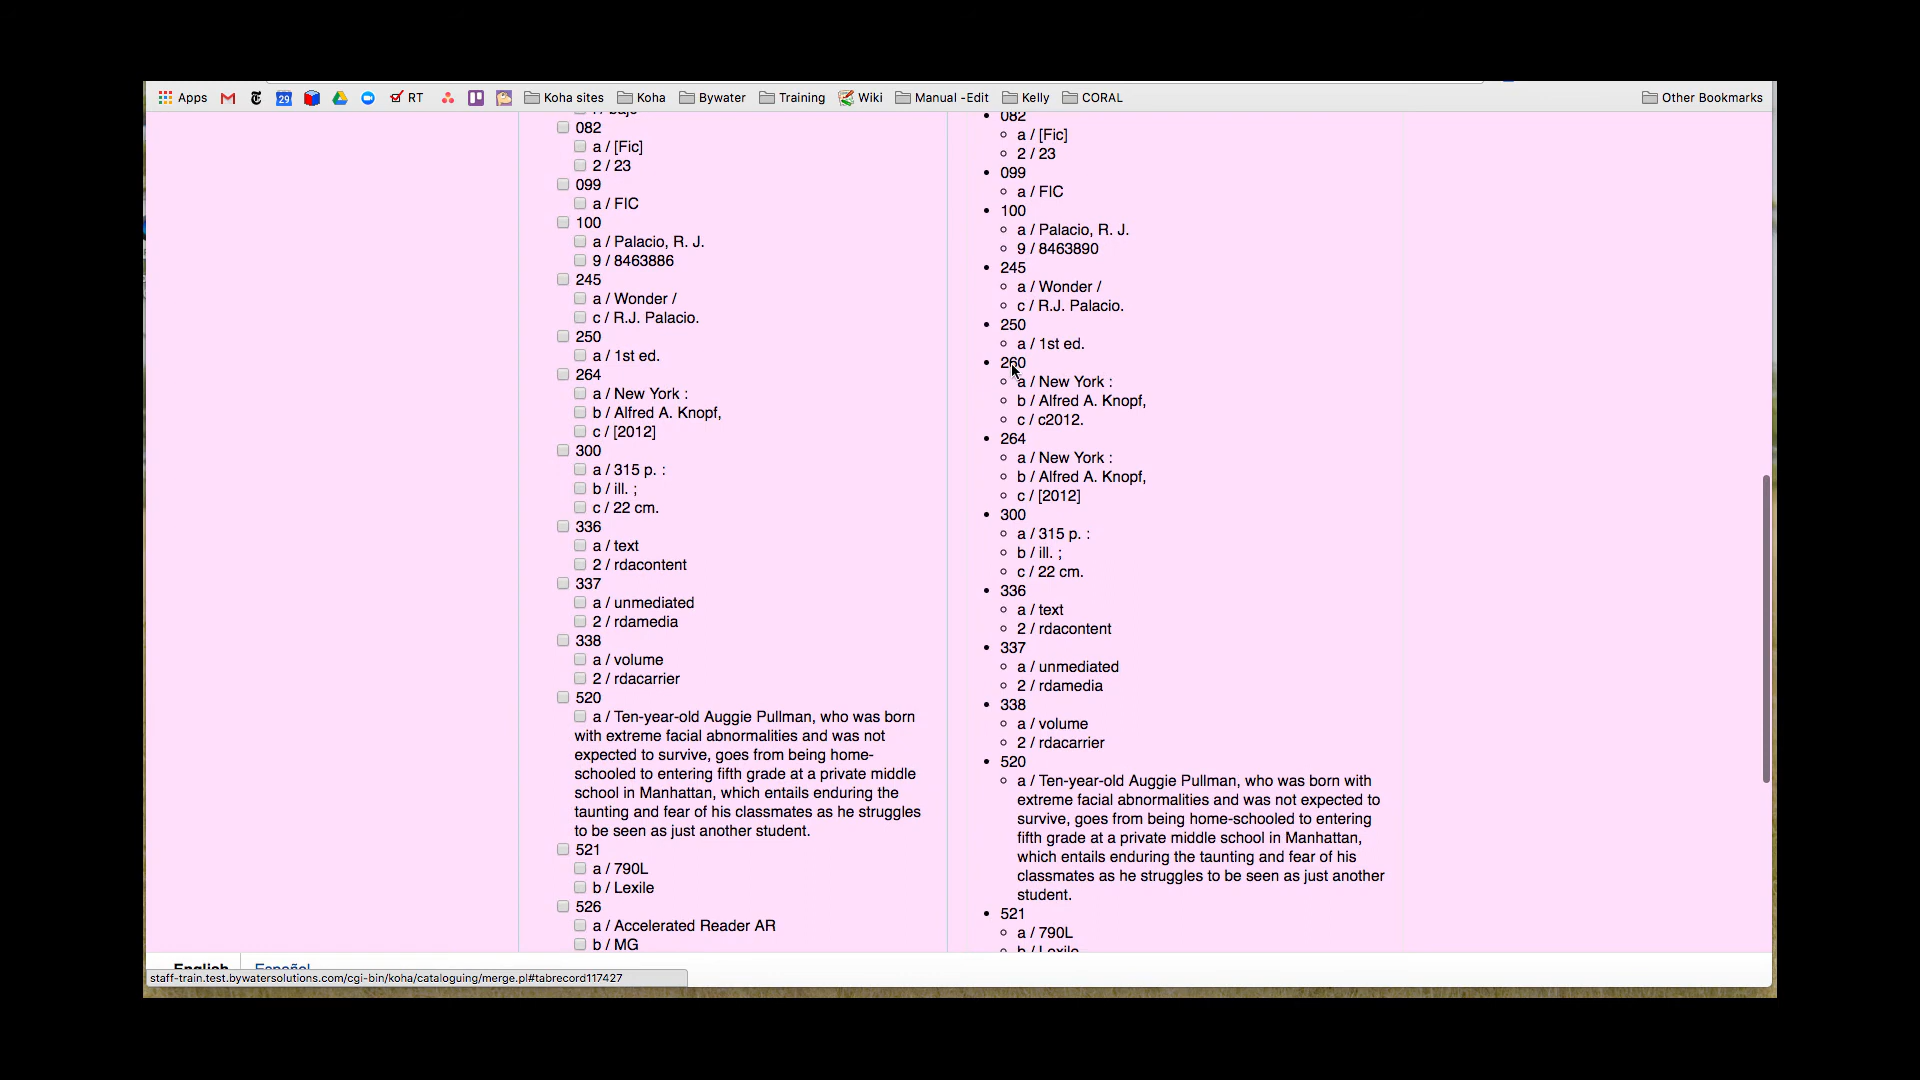 Apps
29
RT
Koha sites
Koha
Bywater
Training
Wiki
Manual -Edit
Kelly
CORAL
Other Bookmarks
082
a / [Fic]
2 / 23
099
a / FIC
100
a / Palacio, R. J.
9 / 8463886
245
a / Wonder /
c / R.J. Palacio.
250
a / 1st ed.
264
a / New York :
b / Alfred A. Knopf,
c / [2012]
300
a / 315 p. :
b / ill. ;
c / 22 cm.
336
a / text
2 / rdacontent
337
a / unmediated
2 / rdamedia
338
a / volume
2 / rdacarrier
520
a / Ten-year-old Auggie Pullman, who was born
with extreme facial abnormalities and was not
expected to survive, goes from being home-
schooled to entering fifth grade at a private middle
school in Manhattan, which entails enduring the
taunting and fear of his classmates as he struggles
to be seen as just another student.
521
a / 790L
b / Lexile
526
a / Accelerated Reader AR
b / MG
082
a / [Fic]
2 / 23
099
a / FIC
100
a / Palacio, R. J.
9 / 8463890
245
a / Wonder /
c / R.J. Palacio.
250
a / 1st ed.
260
a / New York :
b / Alfred A. Knopf,
c / c2012.
264
a / New York :
b / Alfred A. Knopf,
c / [2012]
300
a / 315 p. :
b / ill. ;
c / 22 cm.
336
a / text
2 / rdacontent
337
a / unmediated
2 / rdamedia
338
a / volume
2 / rdacarrier
520
a / Ten-year-old Auggie Pullman, who was born with
extreme facial abnormalities and was not expected to
survive, goes from being home-schooled to entering
fifth grade at a private middle school in Manhattan,
which entails enduring the taunting and fear of his
classmates as he struggles to be seen as just another
student.
521
a / 790L
b / Lexile
English
Español
staff-train.test.bywatersolutions.com/cgi-bin/koha/cataloguing/merge.pl#tabrecord117427